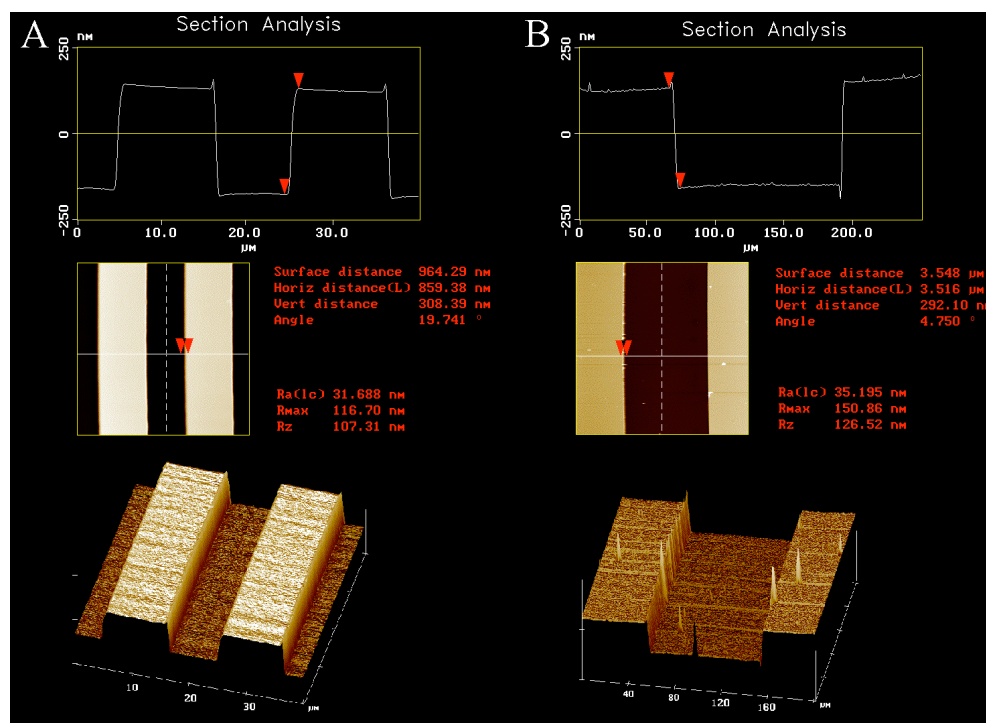 A
Section Analysis
nM
250
0
-250
0
10.0
20.0
30.0
µM
Surface distance 964.29 nM
Horiz distance(L) 859.38 nM
Vert distance 308.39 nM
Angle 19.741 °
Ra(lc) 31.688 nM
Rmax 116.70 nM
Rz 107.31 nM
10
20
30
µM
B
Section Analysis
nM
250
0
-250
0
50.0
100.0
150.0
200.0
µM
Surface distance 3.548 µM
Horiz distance(L) 3.516 µM
Vert distance 292.10 n
Angle 4.750 °
Ra(lc) 35.195 nM
Rmax 150.86 nM
Rz 126.52 nM
40
80
120
160
µM